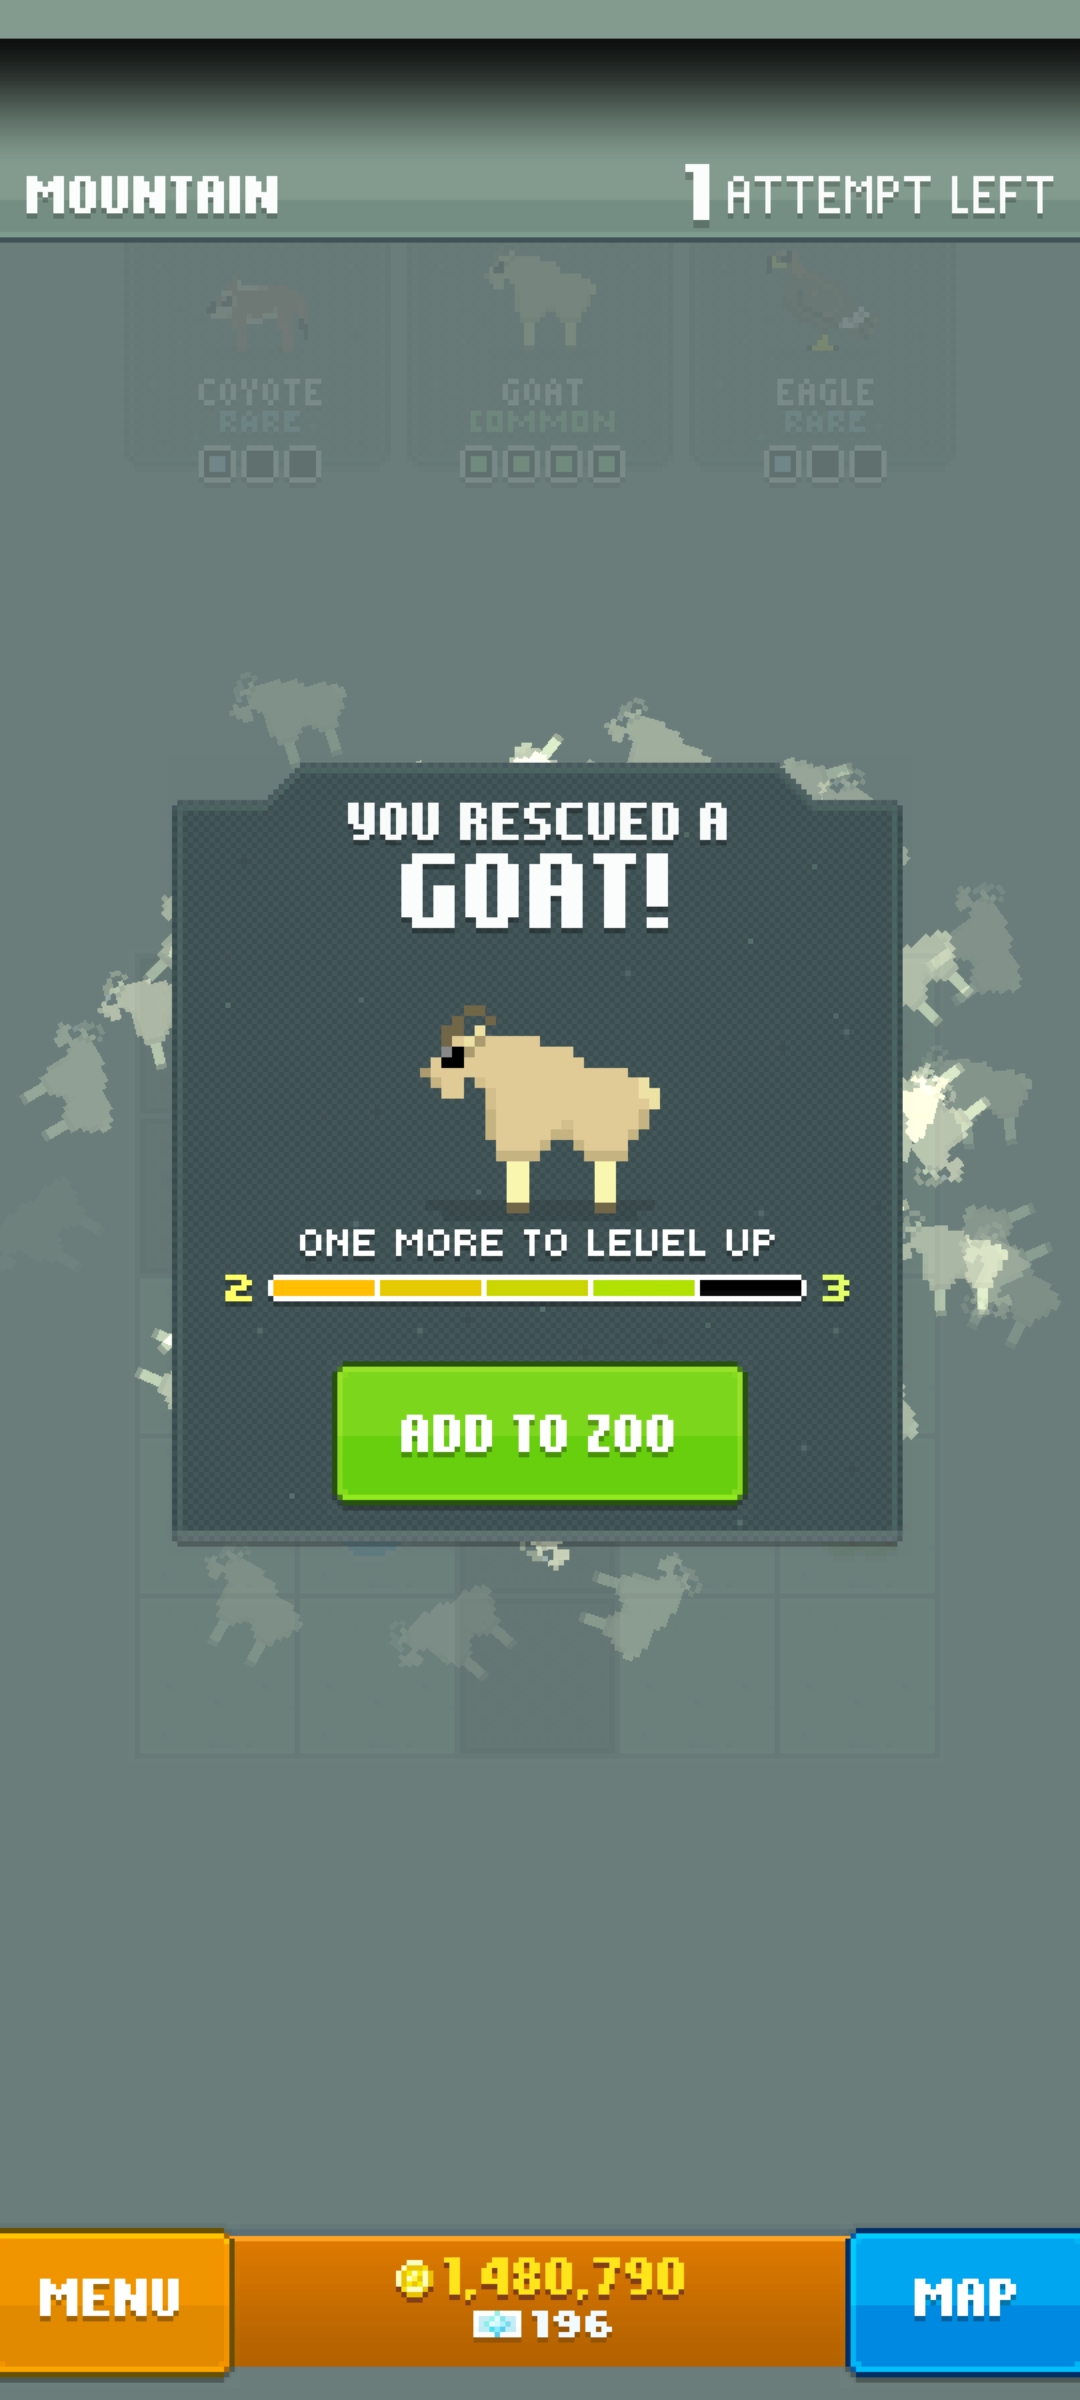 MOUNTAIN
1 ATTEMPT LEFT
COYOTE
RARE
GOAT
COMMON
EAGLE
RARE
YOU RESCUED A
GOAT!
ONE MORE TO LEVEL UP
2 3
ADD TO ZOO
MENU
1,480,790
196
MAP